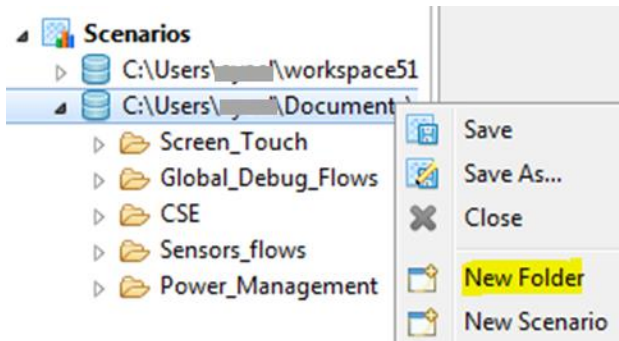 Scenarios
C:\Users\ \workspace51
C:\Users\ \Document
Screen_Touch
Global_Debug_Flows
CSE
Sensors_flows
Power_Management
Save
Save As...
Close
New Folder
New Scenario